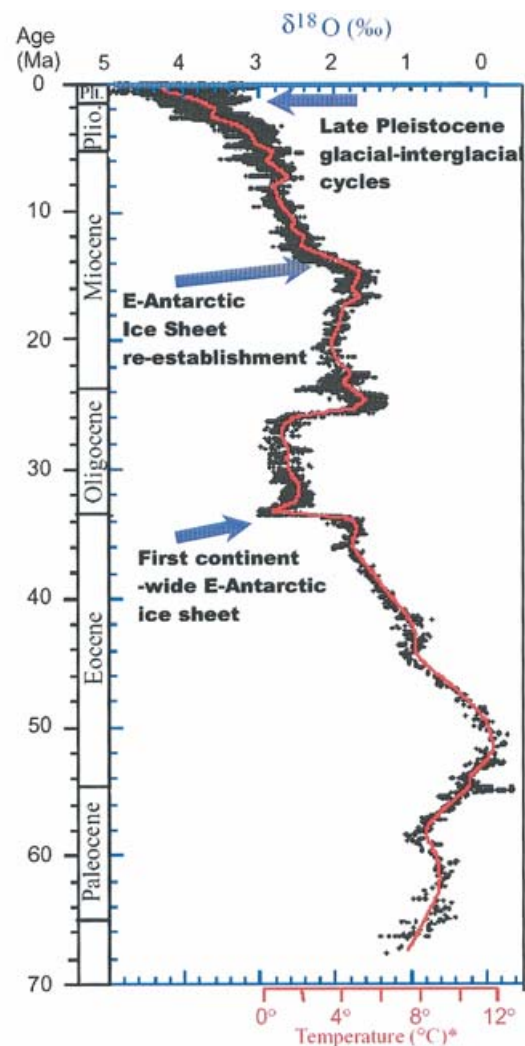 δ18O (‰)
Age
(Ma)
5 4 3 2 1 0
0
10
20
30
40
50
60
70
Pli.
Plio.
Miocene
Oligocene
Eocene
Paleocene
Late Pleistocene
glacial-interglacial
cycles
E-Antarctic
Ice Sheet
re-establishment
First continent
-wide E-Antarctic
ice sheet
0° 4° 8° 12°
Temperature (°C)*